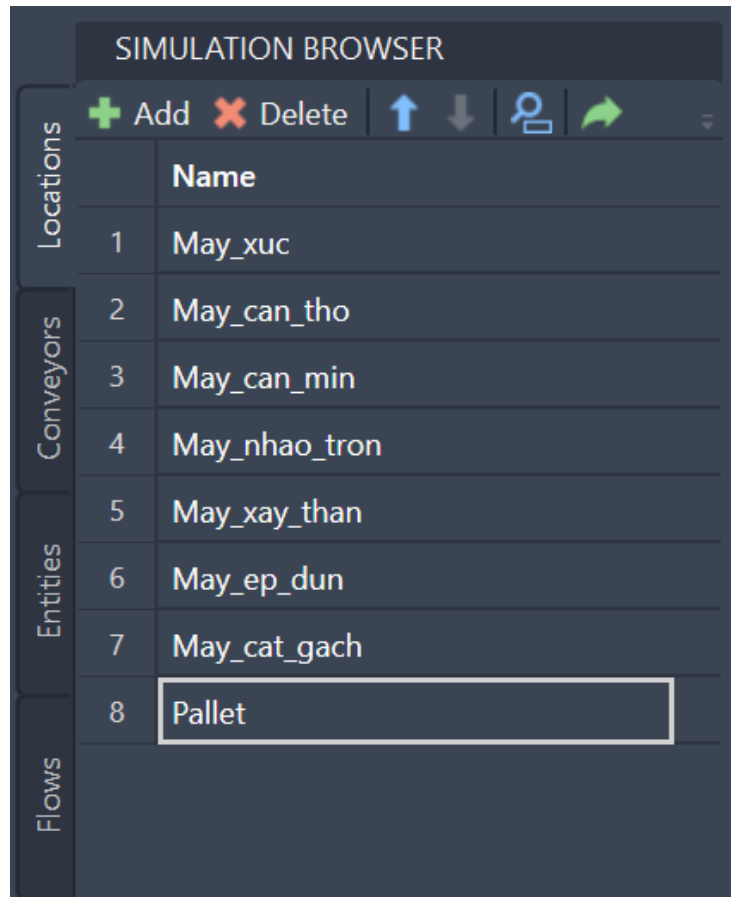 SIMULATION BROWSER
Add Delete
Name
1 May_xuc
2 May_can_tho
3 May_can_min
4 May_nhao_tron
5 May_xay_than
6 May_ep_dun
7 May_cat_gach
8 Pallet
Locations
Conveyors
Entities
Flows